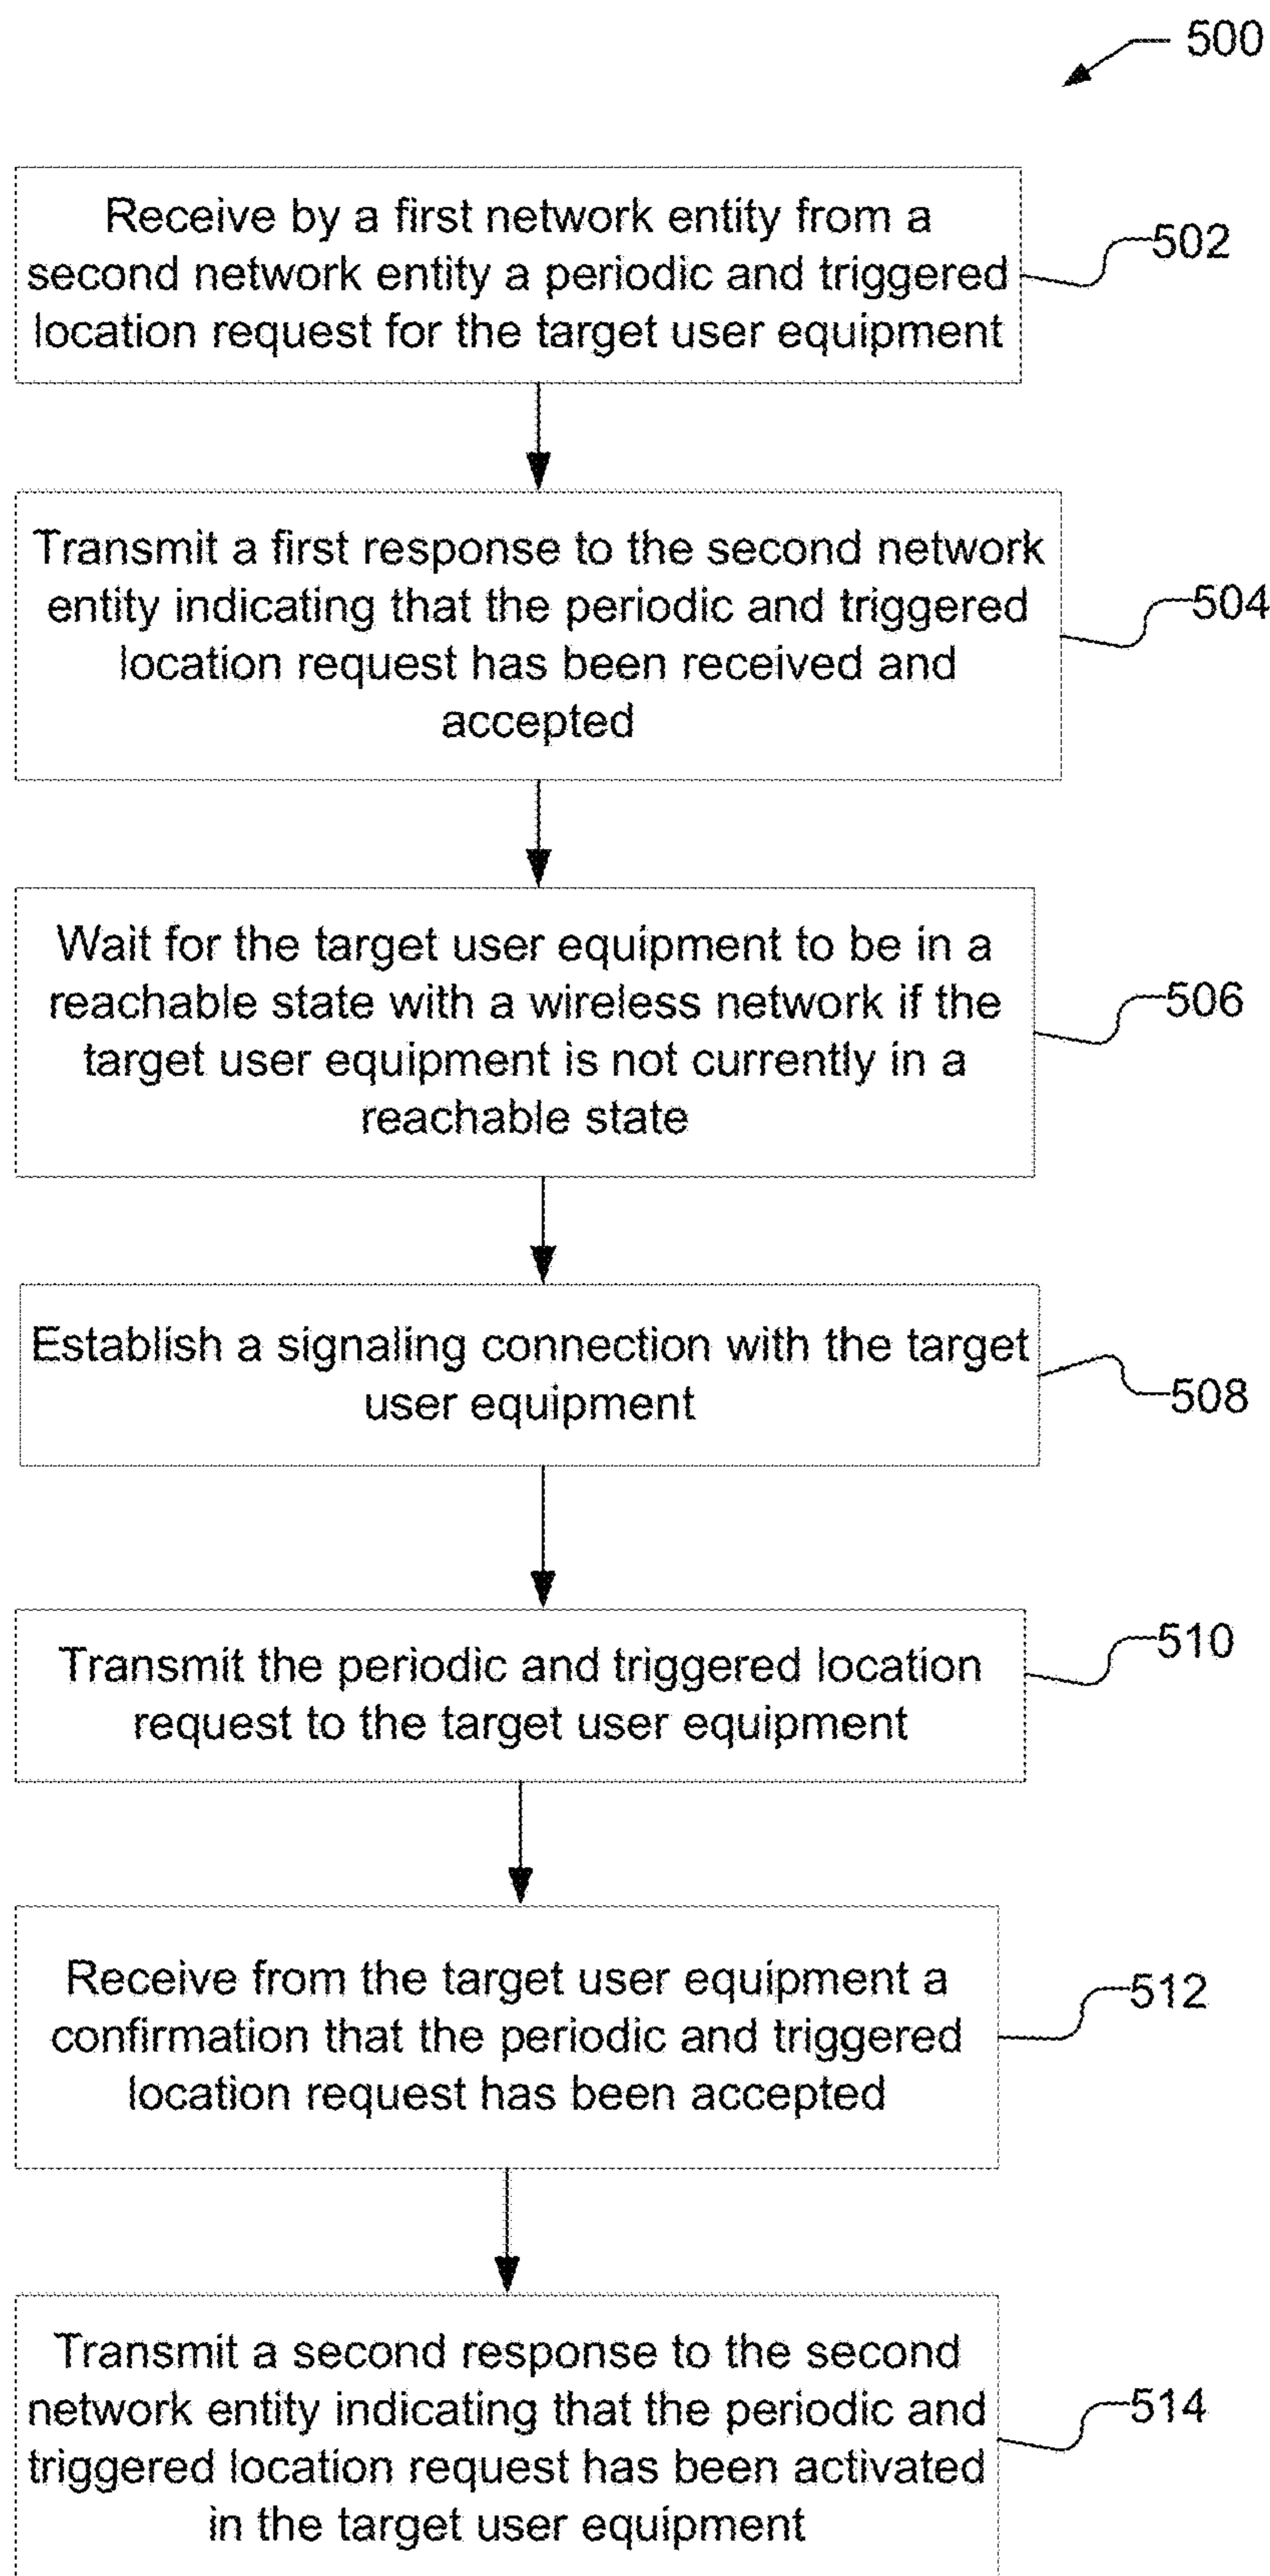 500
Receive by a first network entity from a
second network entity a periodic and triggered
location request for the target user equipment
502
Transmit a first response to the second network
entity indicating that the periodic and triggered
location request has been received and
accepted
504
Wait for the target user equipment to be in a
reachable state with a wireless network if the
target user equipment is not currently in a
reachable state
506
Establish a signaling connection with the target
user equipment
508
Transmit the periodic and triggered location
request to the target user equipment
510
Receive from the target user equipment a
confirmation that the periodic and triggered
location request has been accepted
512
Transmit a second response to the second
network entity indicating that the periodic and
triggered location request has been activated
in the target user equipment
514